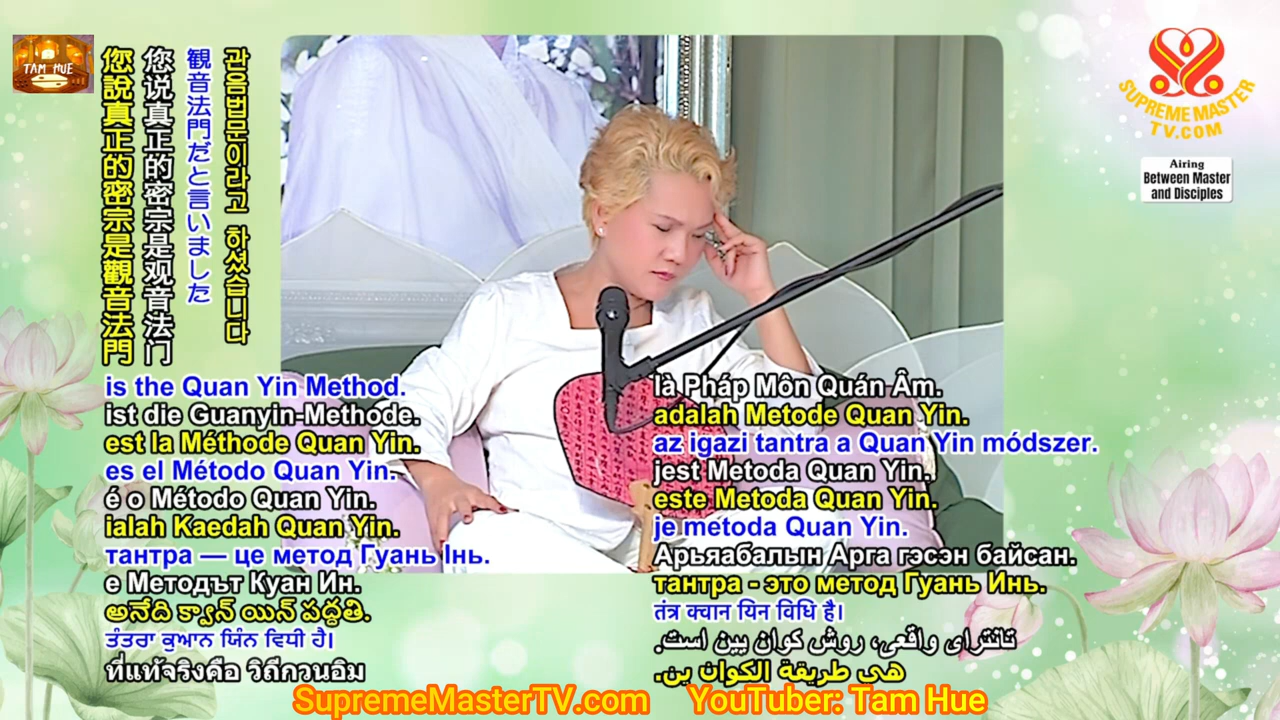 TAM HUE
您說真正的密宗是觀音法門
您说真正的密宗是观音法门
観音法門だと言いました
관음법문이라고 하셨습니다
SUPREME MASTER
TV.COM
Airing
Between Master
and Disciples
is the Quan Yin Method.
ist die Guanyin-Methode.
est la Méthode Quan Yin.
es el Método Quan Yin.
é o Método Quan Yin.
ialah Kaedah Quan Yin.
тантра — це метод Гуань Інь.
е Методът Куан Ин.
అనేది క్వాన్ యిన్ పద్ధతి.
ਤੰਤਰਾ ਕੁਆਨ ਯਿੰਨ ਵਿਧੀ ਹੈ।
ที่แท้จริงคือ วิถีกวนอิม
là Pháp Môn Quán Âm.
adalah Metode Quan Yin.
az igazi tantra a Quan Yin módszer.
jest Metoda Quan Yin.
este Metoda Quan Yin.
je metoda Quan Yin.
Арьяабалын Арга гэсэн байсан.
тантра - это метод Гуань Инь.
तंत्र क्वान यिन विधि है।
تانترای واقعی، روش کوان یین است.
هي طريقة الكوان ين.
SupremeMasterTV.com
YouTuber: Tam Hue